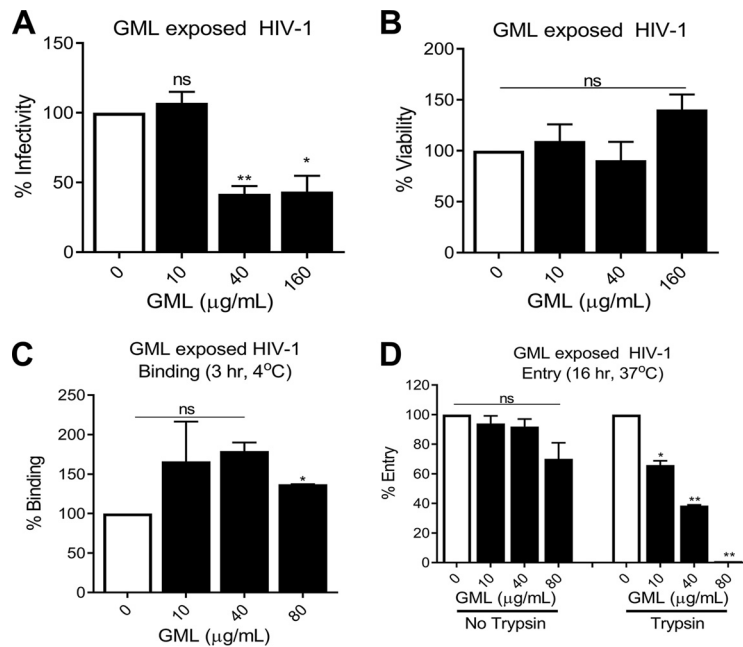 A
GML exposed HIV-1
% Infectivity
150
100
50
0
ns
**
*
0 10 40 160
GML (μg/mL)
B
GML exposed HIV-1
% Viability
200
150
100
50
0
ns
0 10 40 160
GML (μg/mL)
C
GML exposed HIV-1
Binding (3 hr, 4°C)
% Binding
200
150
100
50
0
ns
*
0 10 40 80
GML (μg/mL)
D
GML exposed HIV-1
Entry (16 hr, 37°C)
% Entry
120
100
80
60
40
20
0
ns
*
**
**
0 10 40 80 0 10 40 80
GML (μg/mL) GML (μg/mL)
No Trypsin Trypsin